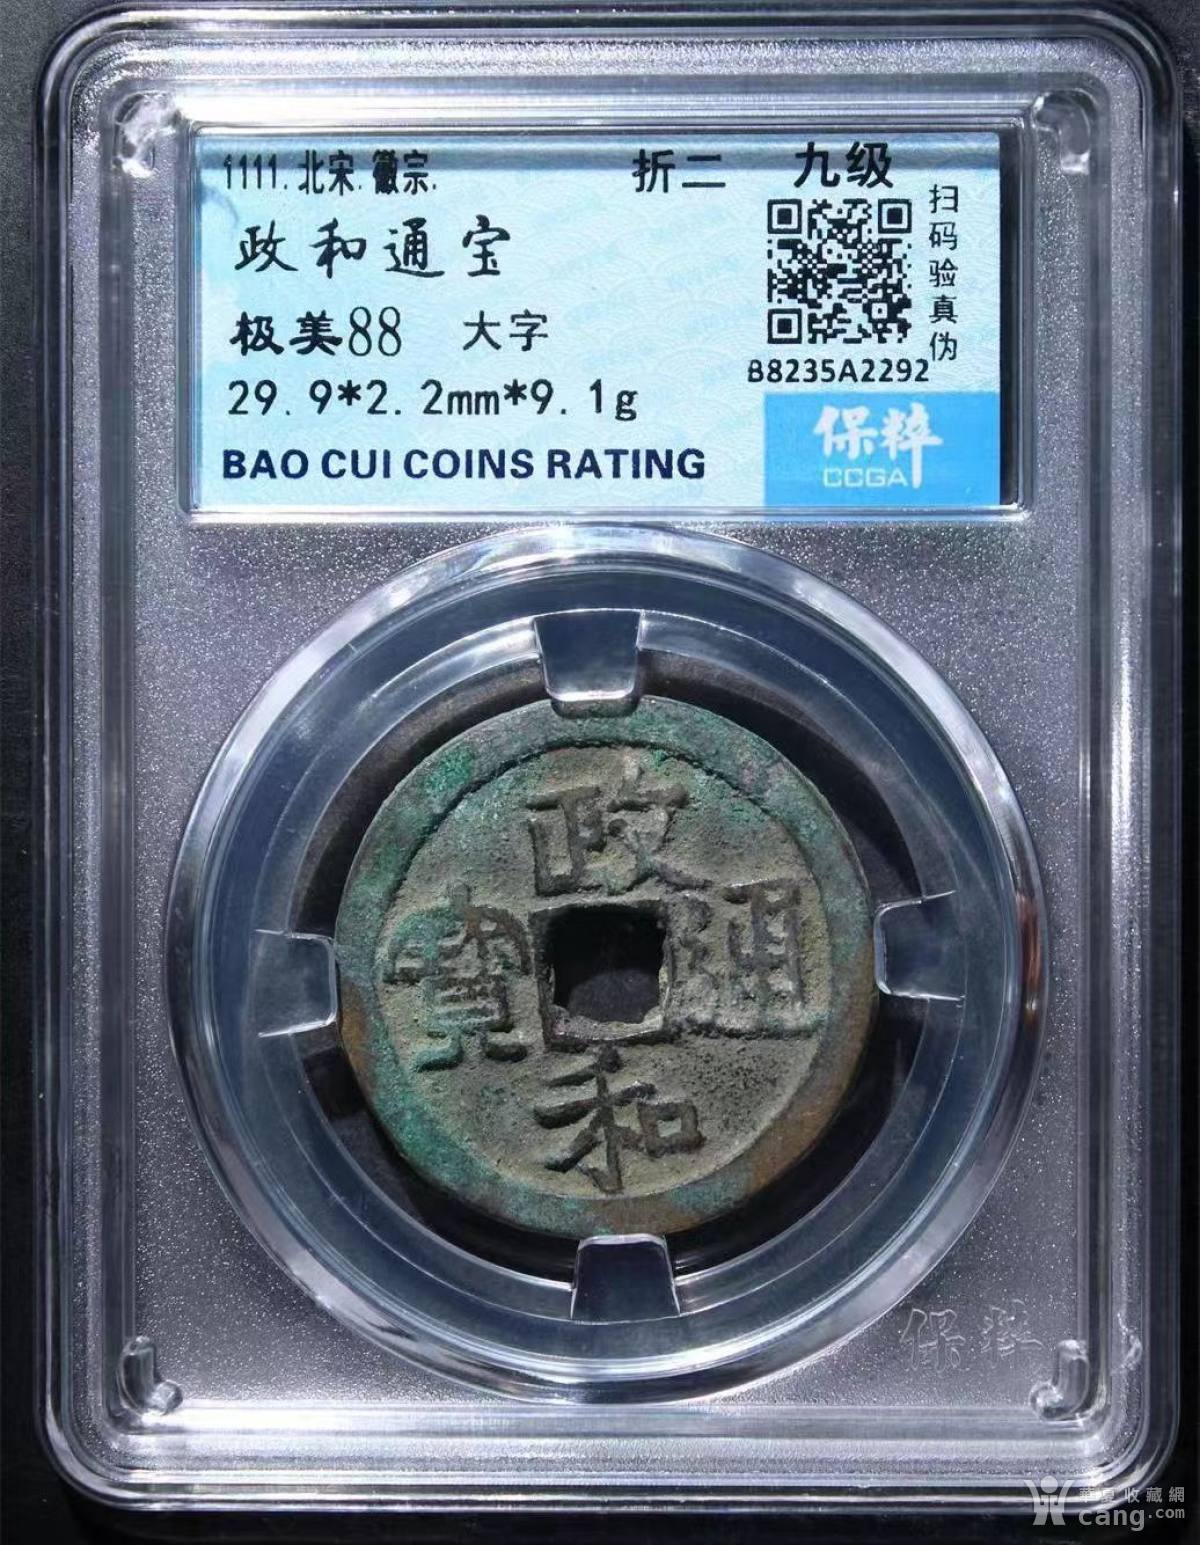 1111.北宋.徽宗. 折二 九级
政和通宝
极美88 大字
29.9*2.2mm*9.1g
BAO CUI COINS RATING
扫码验真伪
B8235A2292
保粹
CCGA
政
通
和
寳
保粹
華夏收藏網
cang.com